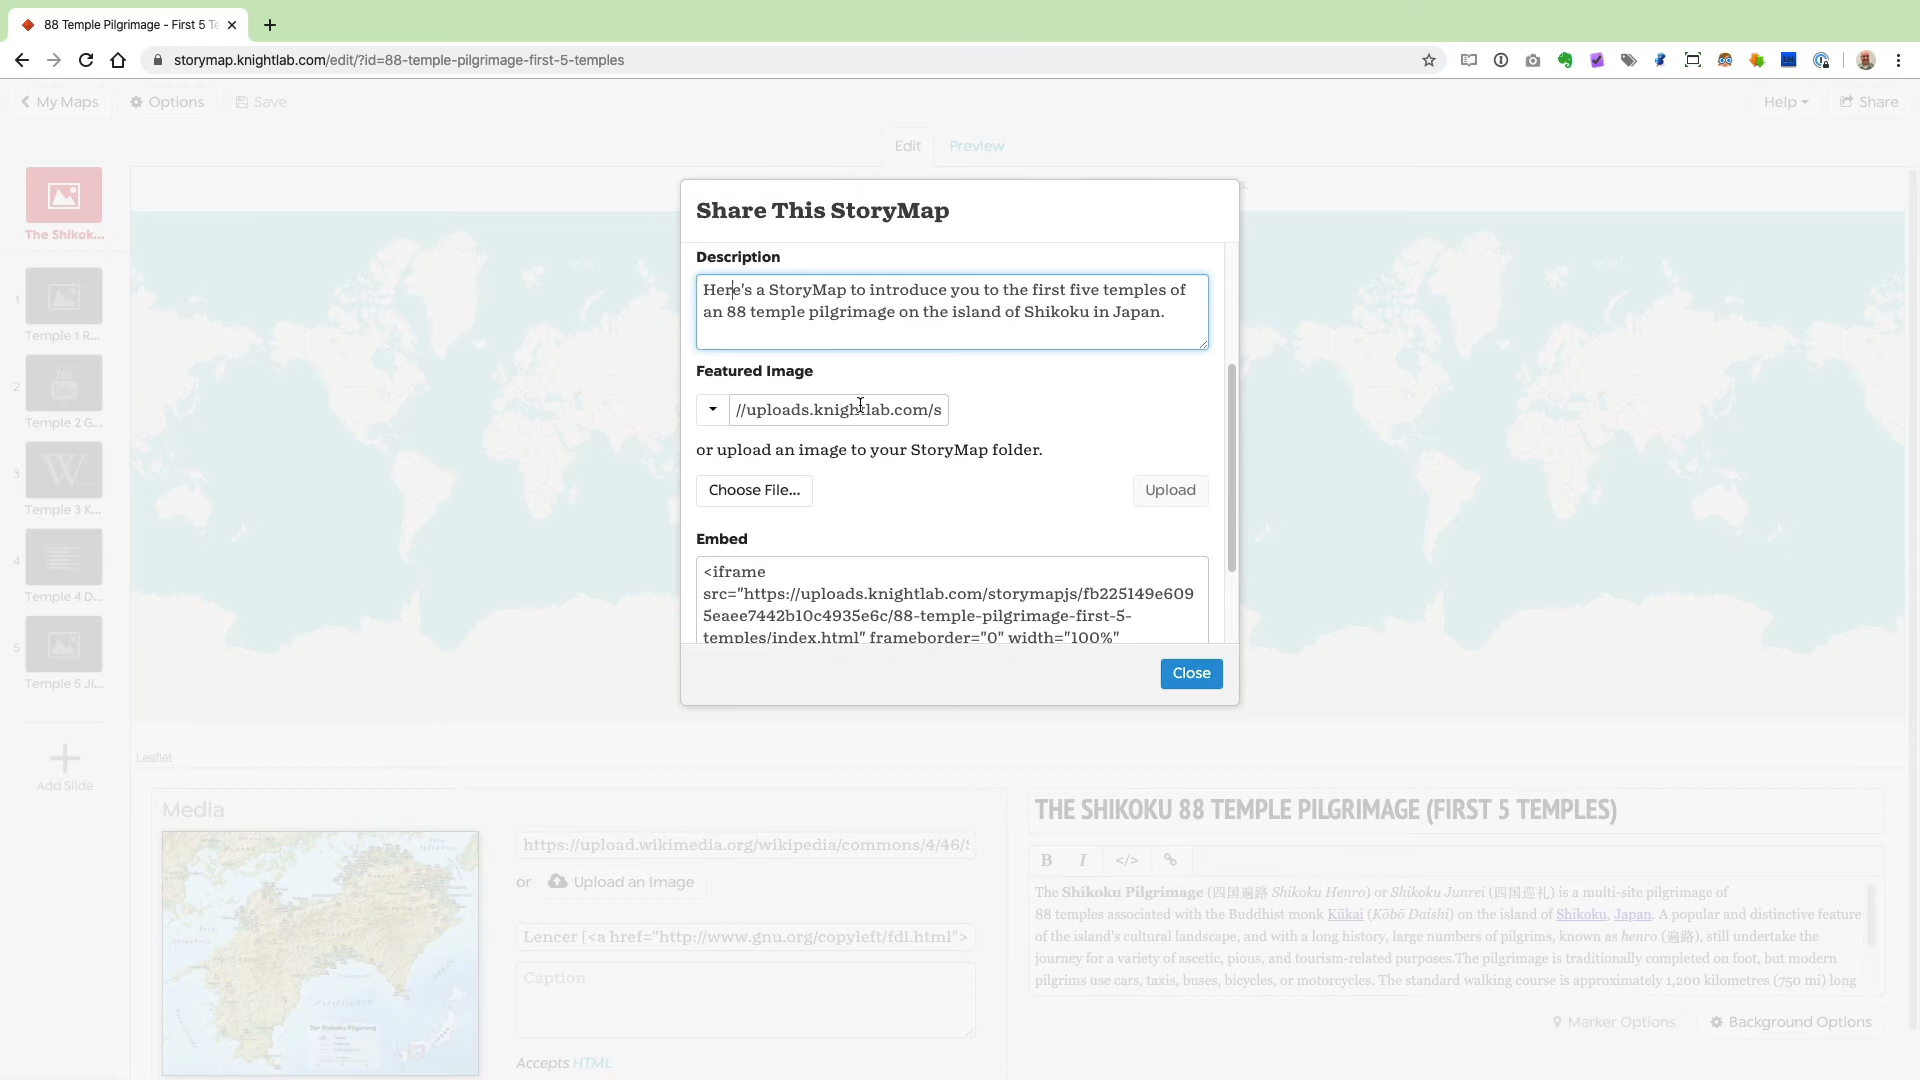 88 Temple Pilgrimage - First 5 Te
storymap.knightlab.com/edit/?id=88-temple-pilgrimage-first-5-temples
My Maps
Options
Save
Help
Share
Edit
Preview
The Shikok...
1
Temple 1 R...
2
Temple 2 G...
3
Temple 3 K...
4
Temple 4 D...
5
Temple 5 Ji...
Add Slide
s.
Share This StoryMap
Description
Here's a StoryMap to introduce you to the first five temples of
an 88 temple pilgrimage on the island of Shikoku in Japan.
Featured Image
//uploads.knightlab.com/s
or upload an image to your StoryMap folder.
Choose File...
Upload
Embed
<iframe
src="https://uploads.knightlab.com/storymapjs/fb225149e609
5eaee7442b10c4935e6c/88-temple-pilgrimage-first-5-
temples/index.html" frameborder="0" width="100%"
Close
Leaflet
Media
https://upload.wikimedia.org/wikipedia/commons/4/46/S
or
Upload an Image
Lencer [<a href="http://www.gnu.org/copyleft/fdl.html">
Caption
Accepts HTML
Der Shikoku-Pilgerweg
THE SHIKOKU 88 TEMPLE PILGRIMAGE (FIRST 5 TEMPLES)
B I </>
The Shikoku Pilgrimage (四国遍路 Shikoku Henro) or Shikoku Junrei (四国巡礼) is a multi-site pilgrimage of
88 temples associated with the Buddhist monk Kūkai (Kōbō Daishi) on the island of Shikoku, Japan. A popular and distinctive feature
of the island's cultural landscape, and with a long history, large numbers of pilgrims, known as henro (遍路), still undertake the
journey for a variety of ascetic, pious, and tourism-related purposes.The pilgrimage is traditionally completed on foot, but modern
pilgrims use cars, taxis, buses, bicycles, or motorcycles. The standard walking course is approximately 1,200 kilometres (750 mi) long
Marker Options
Background Options